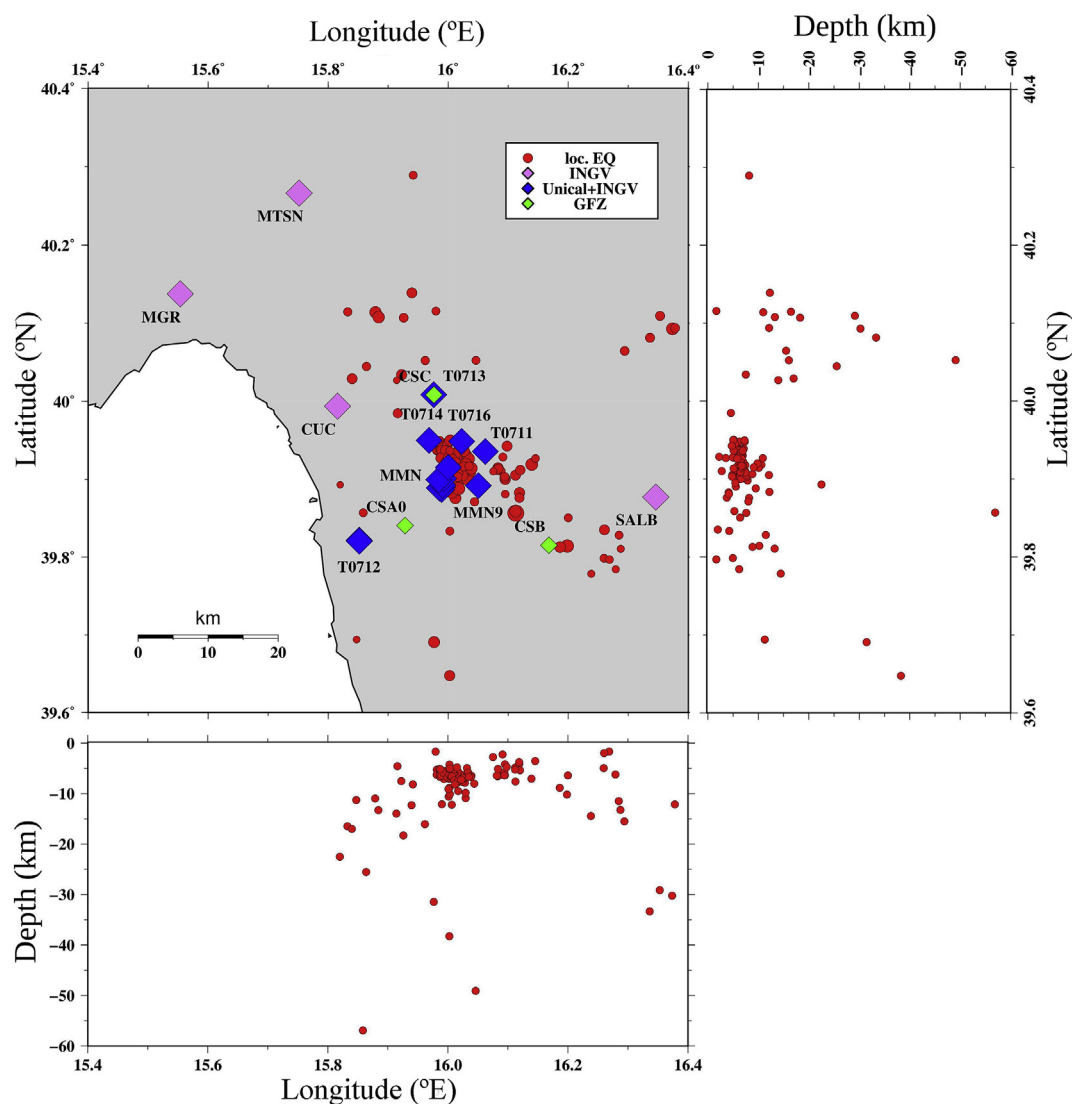 Longitude (ºE)
Depth (km)
15.4˚ 15.6˚ 15.8˚ 16˚ 16.2˚ 16.4˚
0 -10 -20 -30 -40 -50 -60
40.4˚
40.2˚
40˚
39.8˚
39.6˚
Latitude (ºN)
loc. EQ
INGV
Unical+INGV
GFZ
MTSN
MGR
CSC T0713
T0714 T0716
T0711
CUC
MMN
SALB
CSA0
MMN9
CSB
T0712
km
0 10 20
40.4
40.2
40.0
39.8
39.6
Latitude (ºN)
0
-10
-20
-30
-40
-50
-60
Depth (km)
15.4 15.6 15.8 16.0 16.2 16.4
Longitude (ºE)